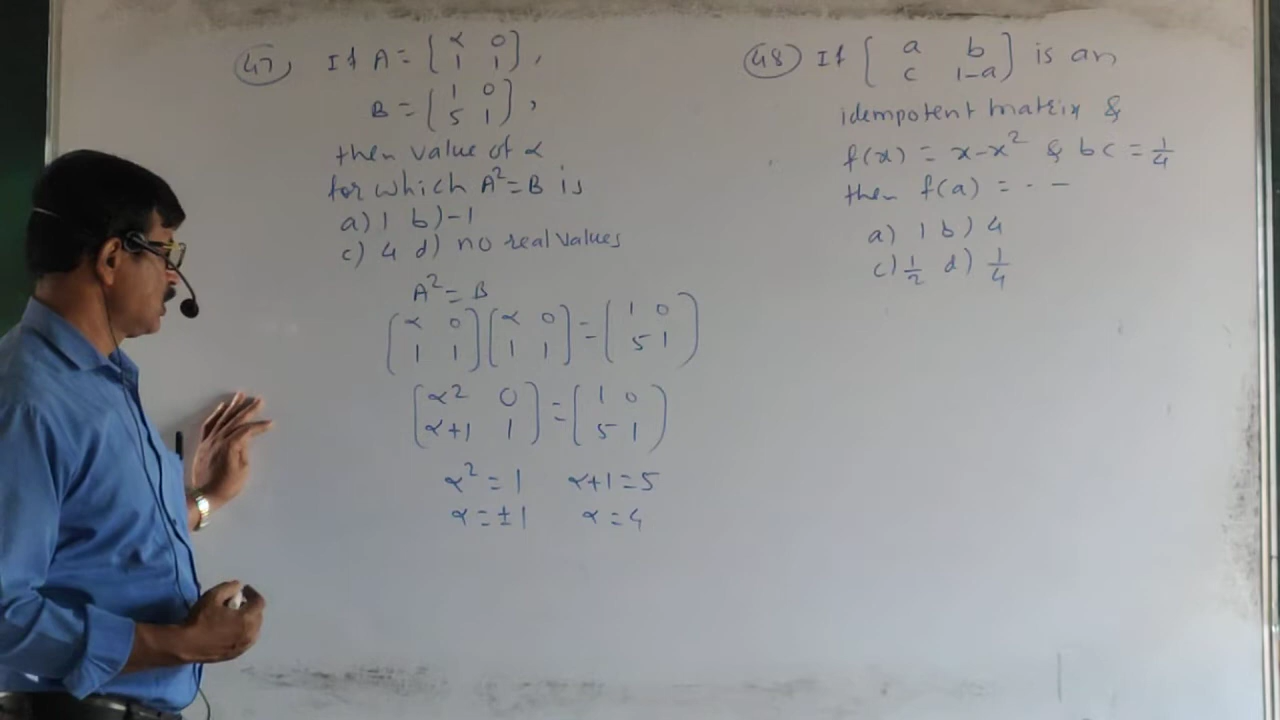 47) If A = [α 0
1 1],
B = [1 0
5 1],
then value of α
for which A² = B is
a) 1 b) -1
c) 4 d) no real values
A² = B
[α 0 [α 0 = [1 0
1 1] 1 1] 5 1]
[α² 0 = [1 0
α+1 1] 5 1]
α² = 1 α+1 = 5
α = ±1 α = 4
48) If [a b
c 1-a] is an
idempotent matrix &
f(x) = x-x² & bc = 1/4
then f(a) = - -
a) 1 b) 4
c) 1/2 d) 1/4